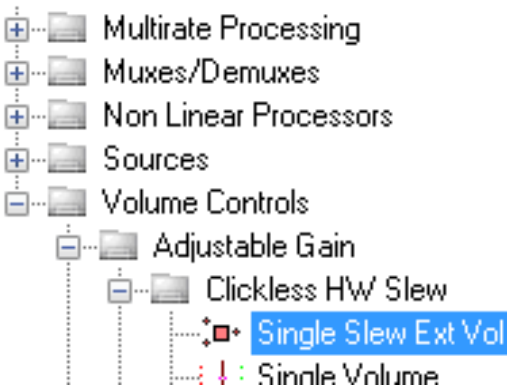 Multirate Processing
Muxes/Demuxes
Non Linear Processors
Sources
Volume Controls
Adjustable Gain
Clickless HW Slew
Single Slew Ext Vol
Single Volume